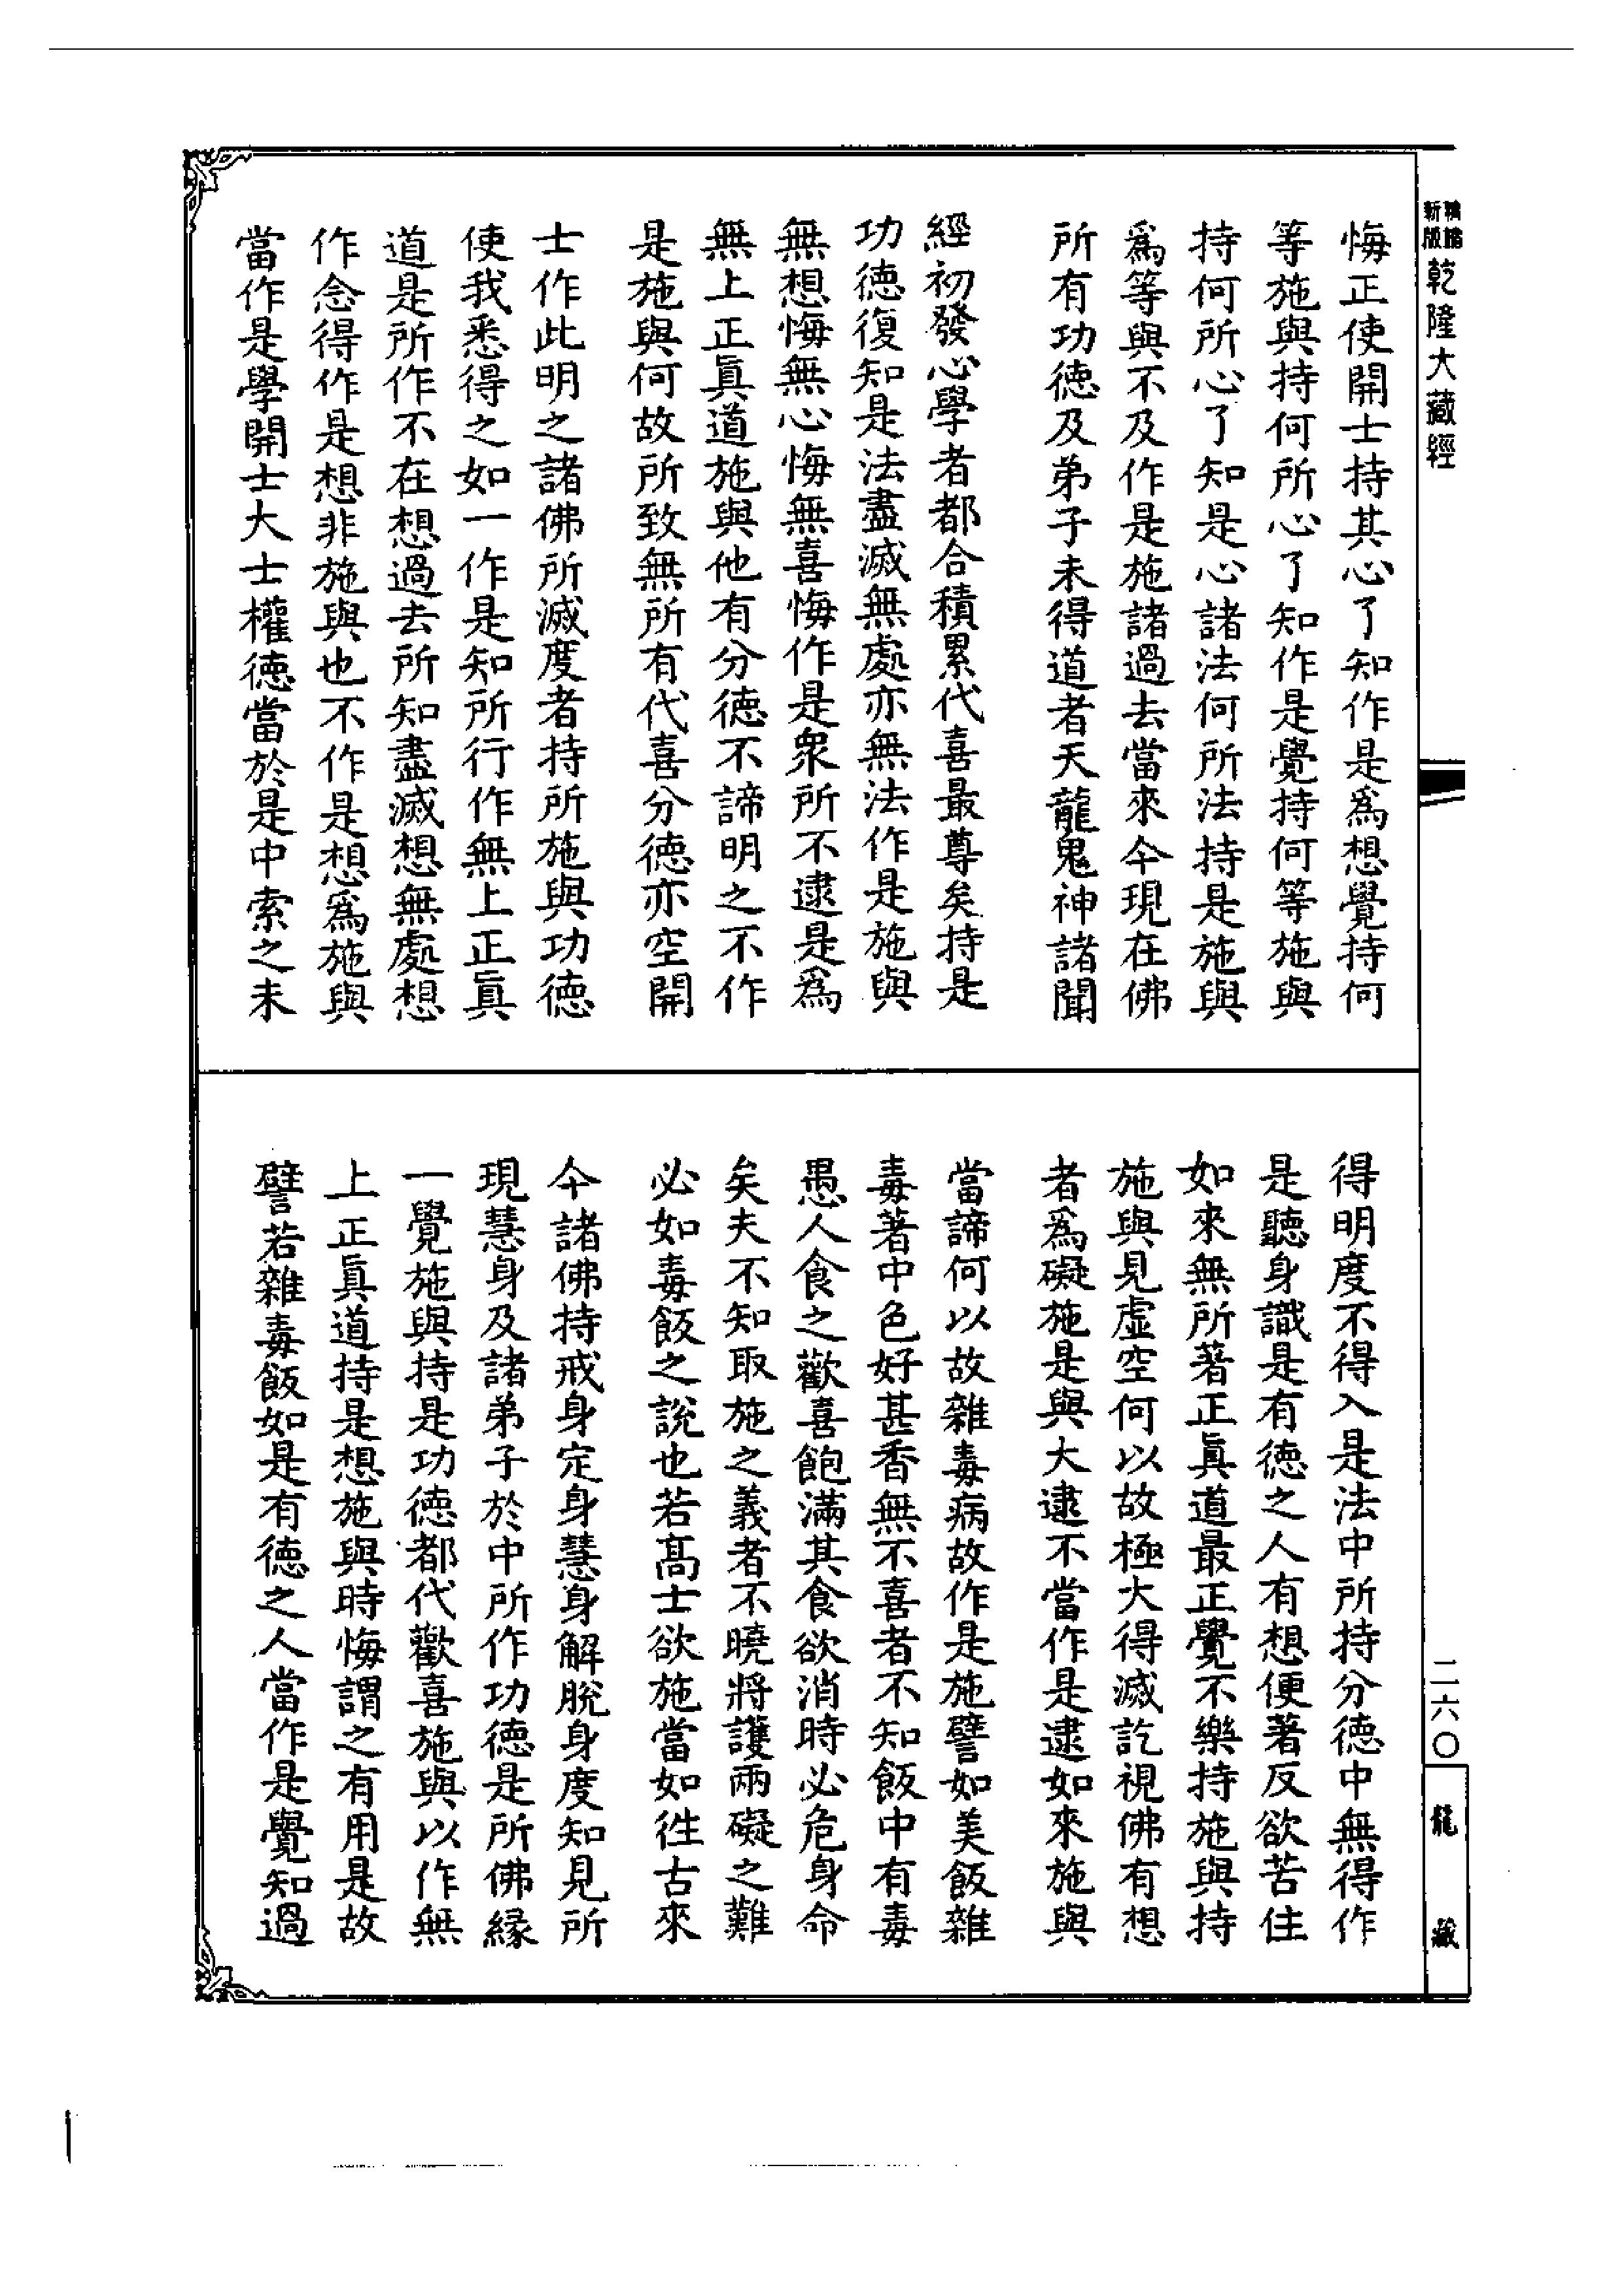 新版
乾隆大藏經
悔正使開士持其心了知作是為想覺持何
等施與持何所心了知作是覺持何等施與
持何所心了知是心諸法何所法持是施與
為等與不及作是施諸過去當來今現在佛
所有功德及弟子未得道者天龍鬼神諸聞
經初發心學者都合積累代喜最尊矣持是
功德復知是法盡滅無處亦無法作是施與
無想悔無心悔無喜悔作是眾所不逮是為
無上正眞道施與他有分德不諦明之不作
是施與何故所致無所有代喜分德亦空開
士作此明之諸佛所滅度者持所施與功德
使我悉得之如一作是知所行作無上正眞
道是所作不在想過去所知盡滅想無處想
作念得作是想非施與也不作是想為施與
當作是學開士大士權德當於是中索之未
得明度不得入是法中所持分德中無得作
是聽身識是有德之人有想便著反欲苦住
如來無所著正眞道最正覺不樂持施與持
施與見虛空何以故極大得滅訖視佛有想
者為礙施是與大逮不當作是逮如來施與
當諦何以故雜毒病故作是施譬如美飯雜
毒著中色好甚香無不喜者不知飯中有毒
愚人食之歡喜飽滿其食欲消時必危身命
矣夫不知取施之義者不曉將護兩礙之難
必如毒飯之說也若高士欲施當如往古來
今諸佛持戒身定身慧身解脫身度知見所
現慧身及諸弟子於中所作功德是所佛緣
一覺施與持是功德都代歡喜施與以作無
上正眞道持是想施與時悔謂之有用是故
譬若雜毒飯如是有德之人當作是覺知過
二六〇
龍藏